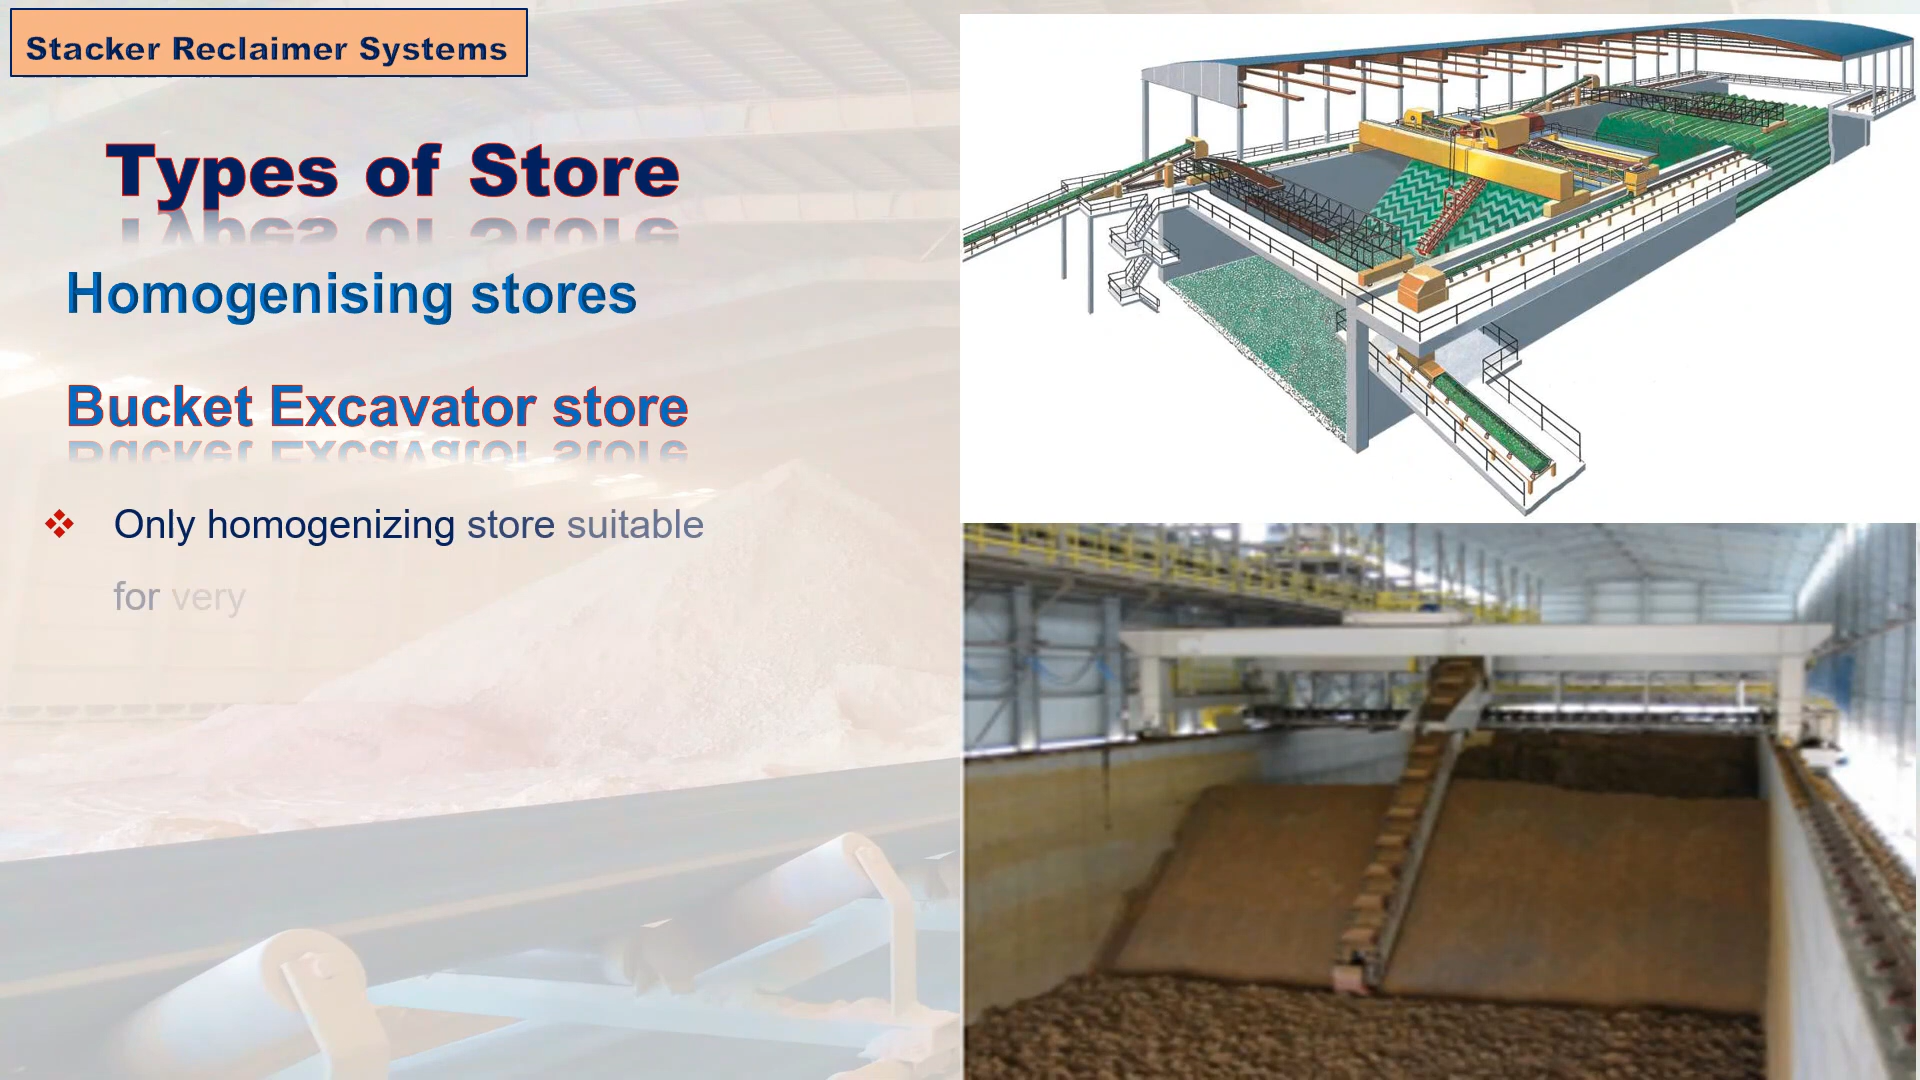 Stacker Reclaimer Systems
Types of Store
Homogenising stores
Bucket Excavator store
Only homogenizing store suitable
for very